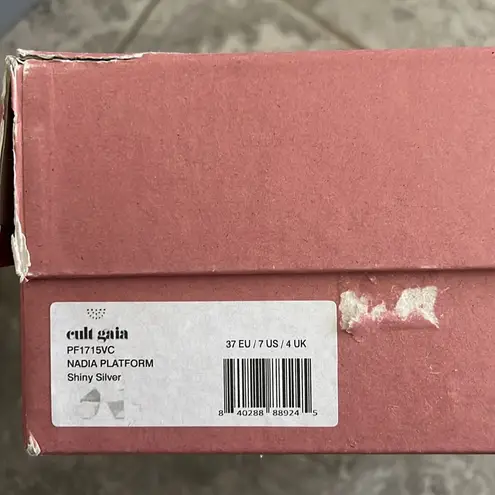 cult gaia
PF1715VC
NADIA PLATFORM
Shiny Silver
37 EU / 7 US / 4 UK
8 40288 88924 5